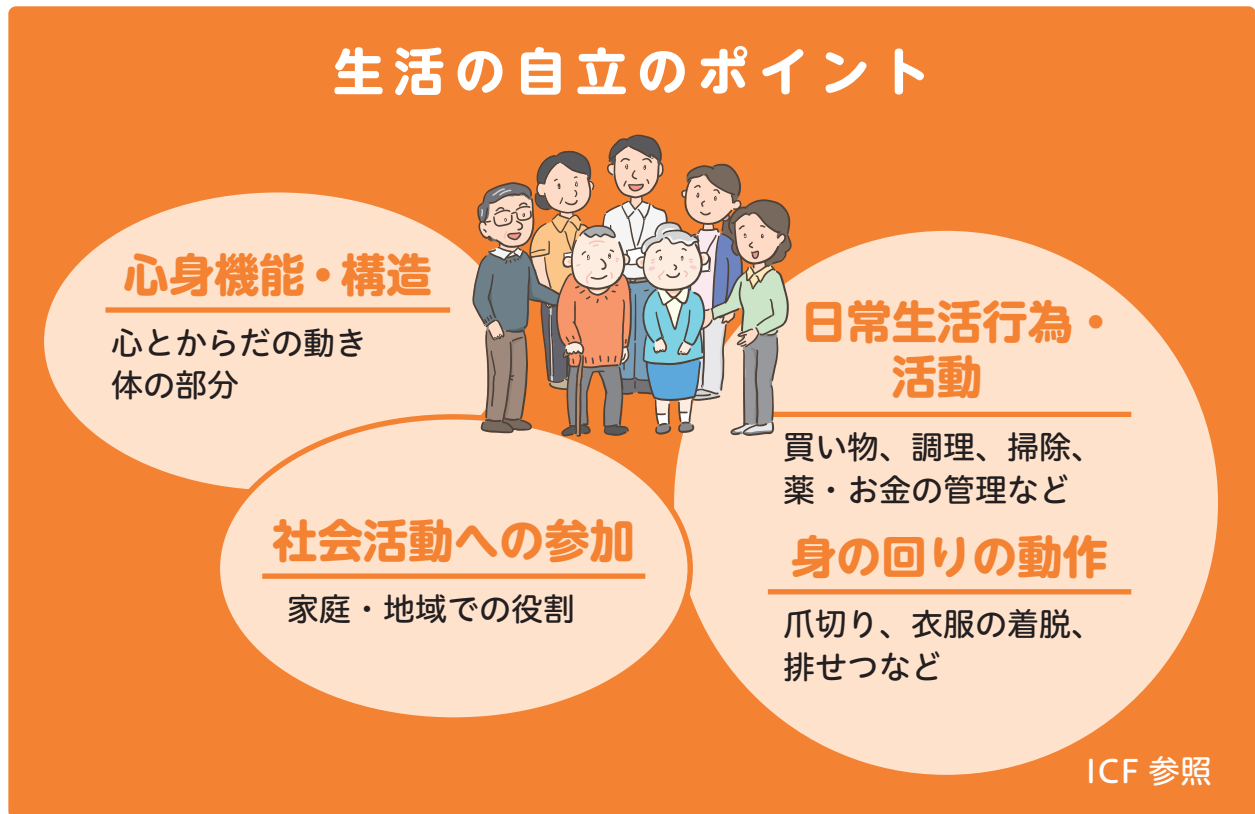 生活の自立のポイント
心身機能・構造
心とからだの動き
体の部分
社会活動への参加
家庭・地域での役割
日常生活行為・
活動
買い物、調理、掃除、
薬・お金の管理など
身の回りの動作
爪切り、衣服の着脱、
排せつなど
ICF 参照